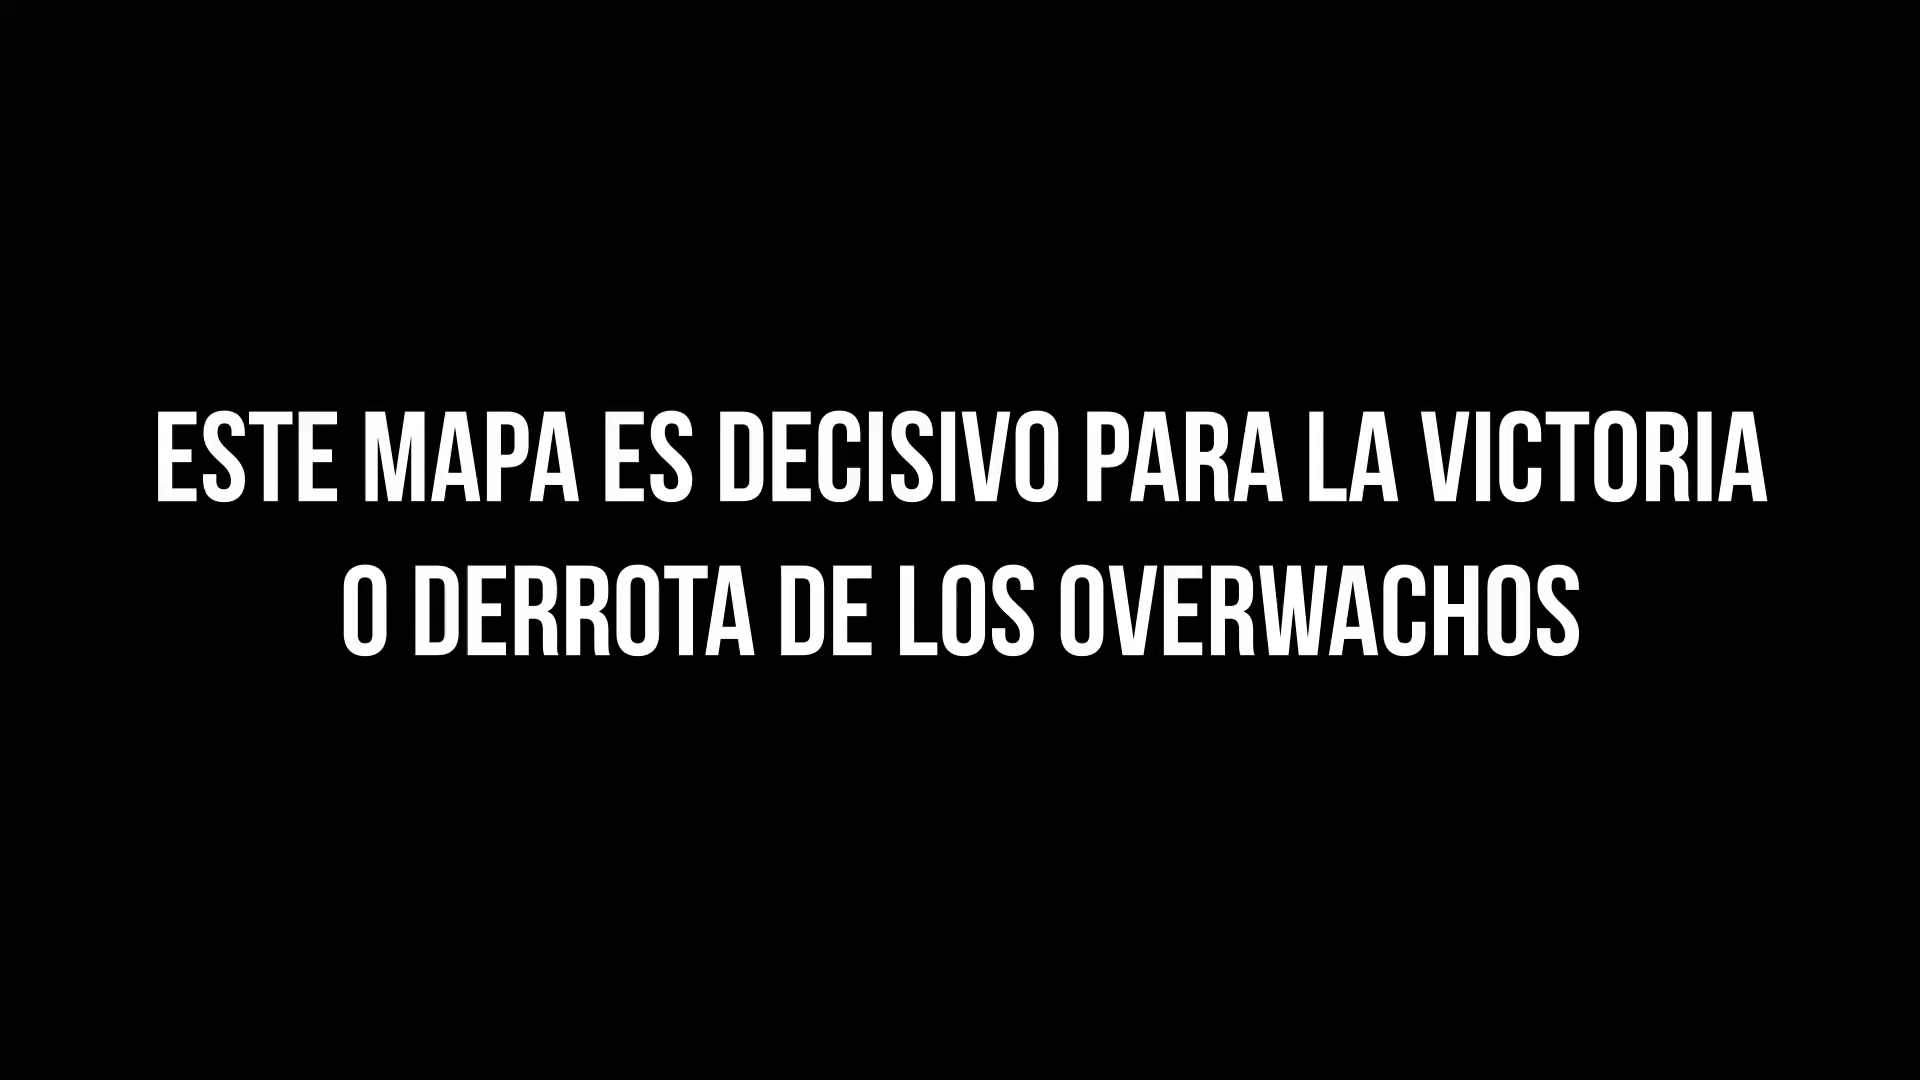 ESTE MAPA ES DECISIVO PARA LA VICTORIA
O DERROTA DE LOS OVERWACHOS